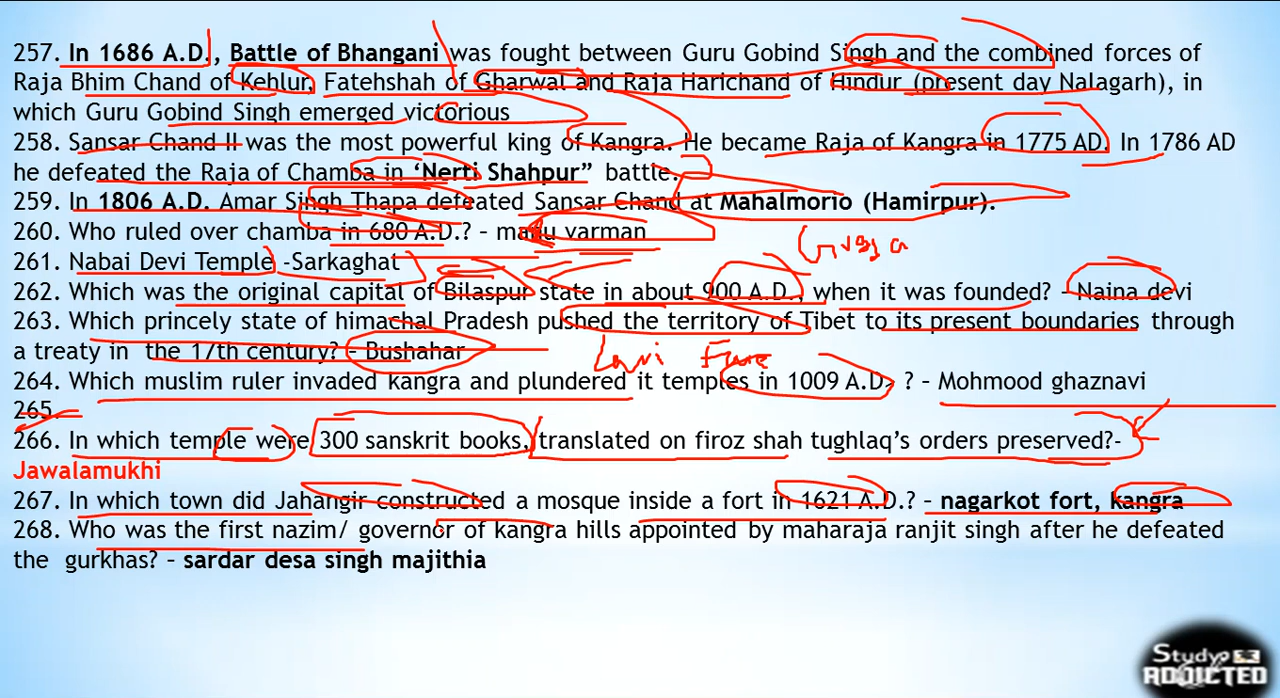 257. In 1686 A.D., Battle of Bhangani was fought between Guru Gobind Singh and the combined forces of
Raja Bhim Chand of Kehlur, Fatehshah of Gharwal and Raja Harichand of Hindur (present day Nalagarh), in
which Guru Gobind Singh emerged victorious
258. Sansar Chand II was the most powerful king of Kangra. He became Raja of Kangra in 1775 AD. In 1786 AD
he defeated the Raja of Chamba in ‘Nerti Shahpur” battle.
259. In 1806 A.D. Amar Singh Thapa defeated Sansar Chand at Mahalmorio (Hamirpur).
260. Who ruled over chamba in 680 A.D.? – meru varman
261. Nabai Devi Temple -Sarkaghat
262. Which was the original capital of Bilaspur state in about 900 A.D., when it was founded? – Naina devi
263. Which princely state of himachal Pradesh pushed the territory of Tibet to its present boundaries through
a treaty in the 17th century? – Bushahar
264. Which muslim ruler invaded kangra and plundered it temples in 1009 A.D. ? – Mohmood ghaznavi
265.
266. In which temple were 300 sanskrit books, translated on firoz shah tughlaq’s orders preserved?-
Jawalamukhi
267. In which town did Jahangir constructed a mosque inside a fort in 1621 A.D.? – nagarkot fort, kangra
268. Who was the first nazim/ governor of kangra hills appointed by maharaja ranjit singh after he defeated
the gurkhas? – sardar desa singh majithia
Study
ADDICTED